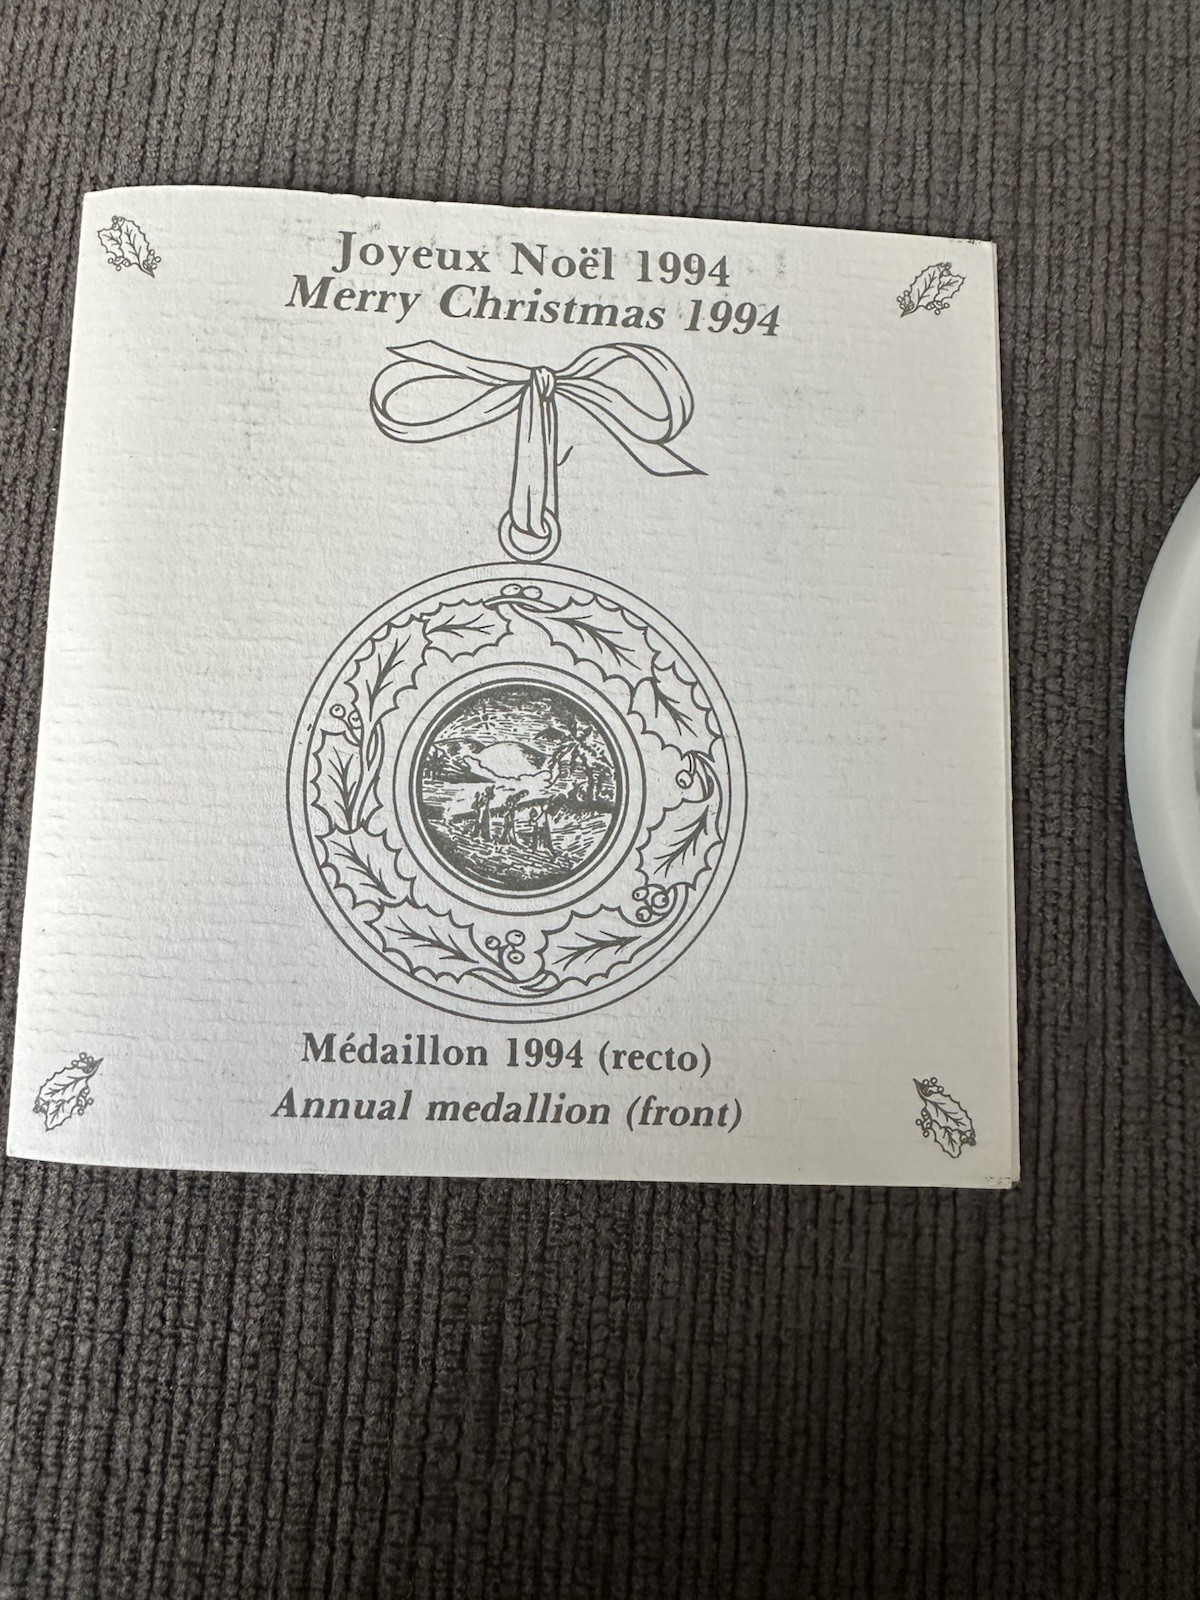 Joyeux Noël 1994
Merry Christmas 1994
Médaillon 1994 (recto)
Annual medallion (front)